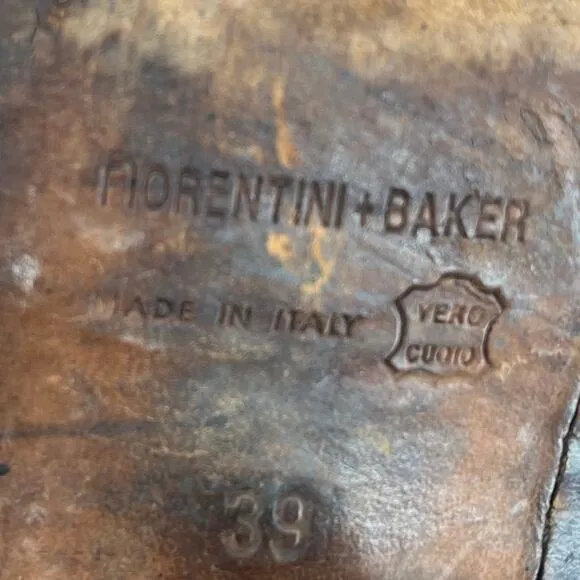 FIORENTINI + BAKER
MADE IN ITALY
VERO
CUOIO
39